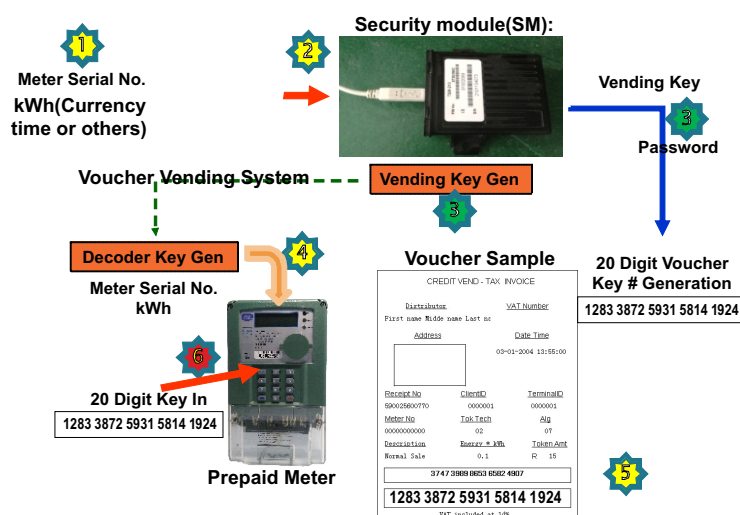 Security module(SM):
1
2
Meter Serial No.
kWh(Currency
time or others)
Vending Key
3
Password
Voucher Vending System
Vending Key Gen
3
Decoder Key Gen
4
Meter Serial No.
kWh
Voucher Sample
CREDIT VEND - TAX INVOICE
Distributor
VAT Number
First name Midde name Last nc
Address
Date Time
03-01-2004 13:55:00
Receipt No
ClientID
TerminalID
590025600770
0000001
0000001
Meter No
Tok Tech
Alg
00000000000
02
07
Description
Energy * kWh
Token Amt
Normal Sale
0.1
R 15
3747 3989 8653 6582 4907
1283 3872 5931 5814 1924
VAT included at 14%
20 Digit Voucher
Key # Generation
1283 3872 5931 5814 1924
6
20 Digit Key In
1283 3872 5931 5814 1924
Prepaid Meter
5